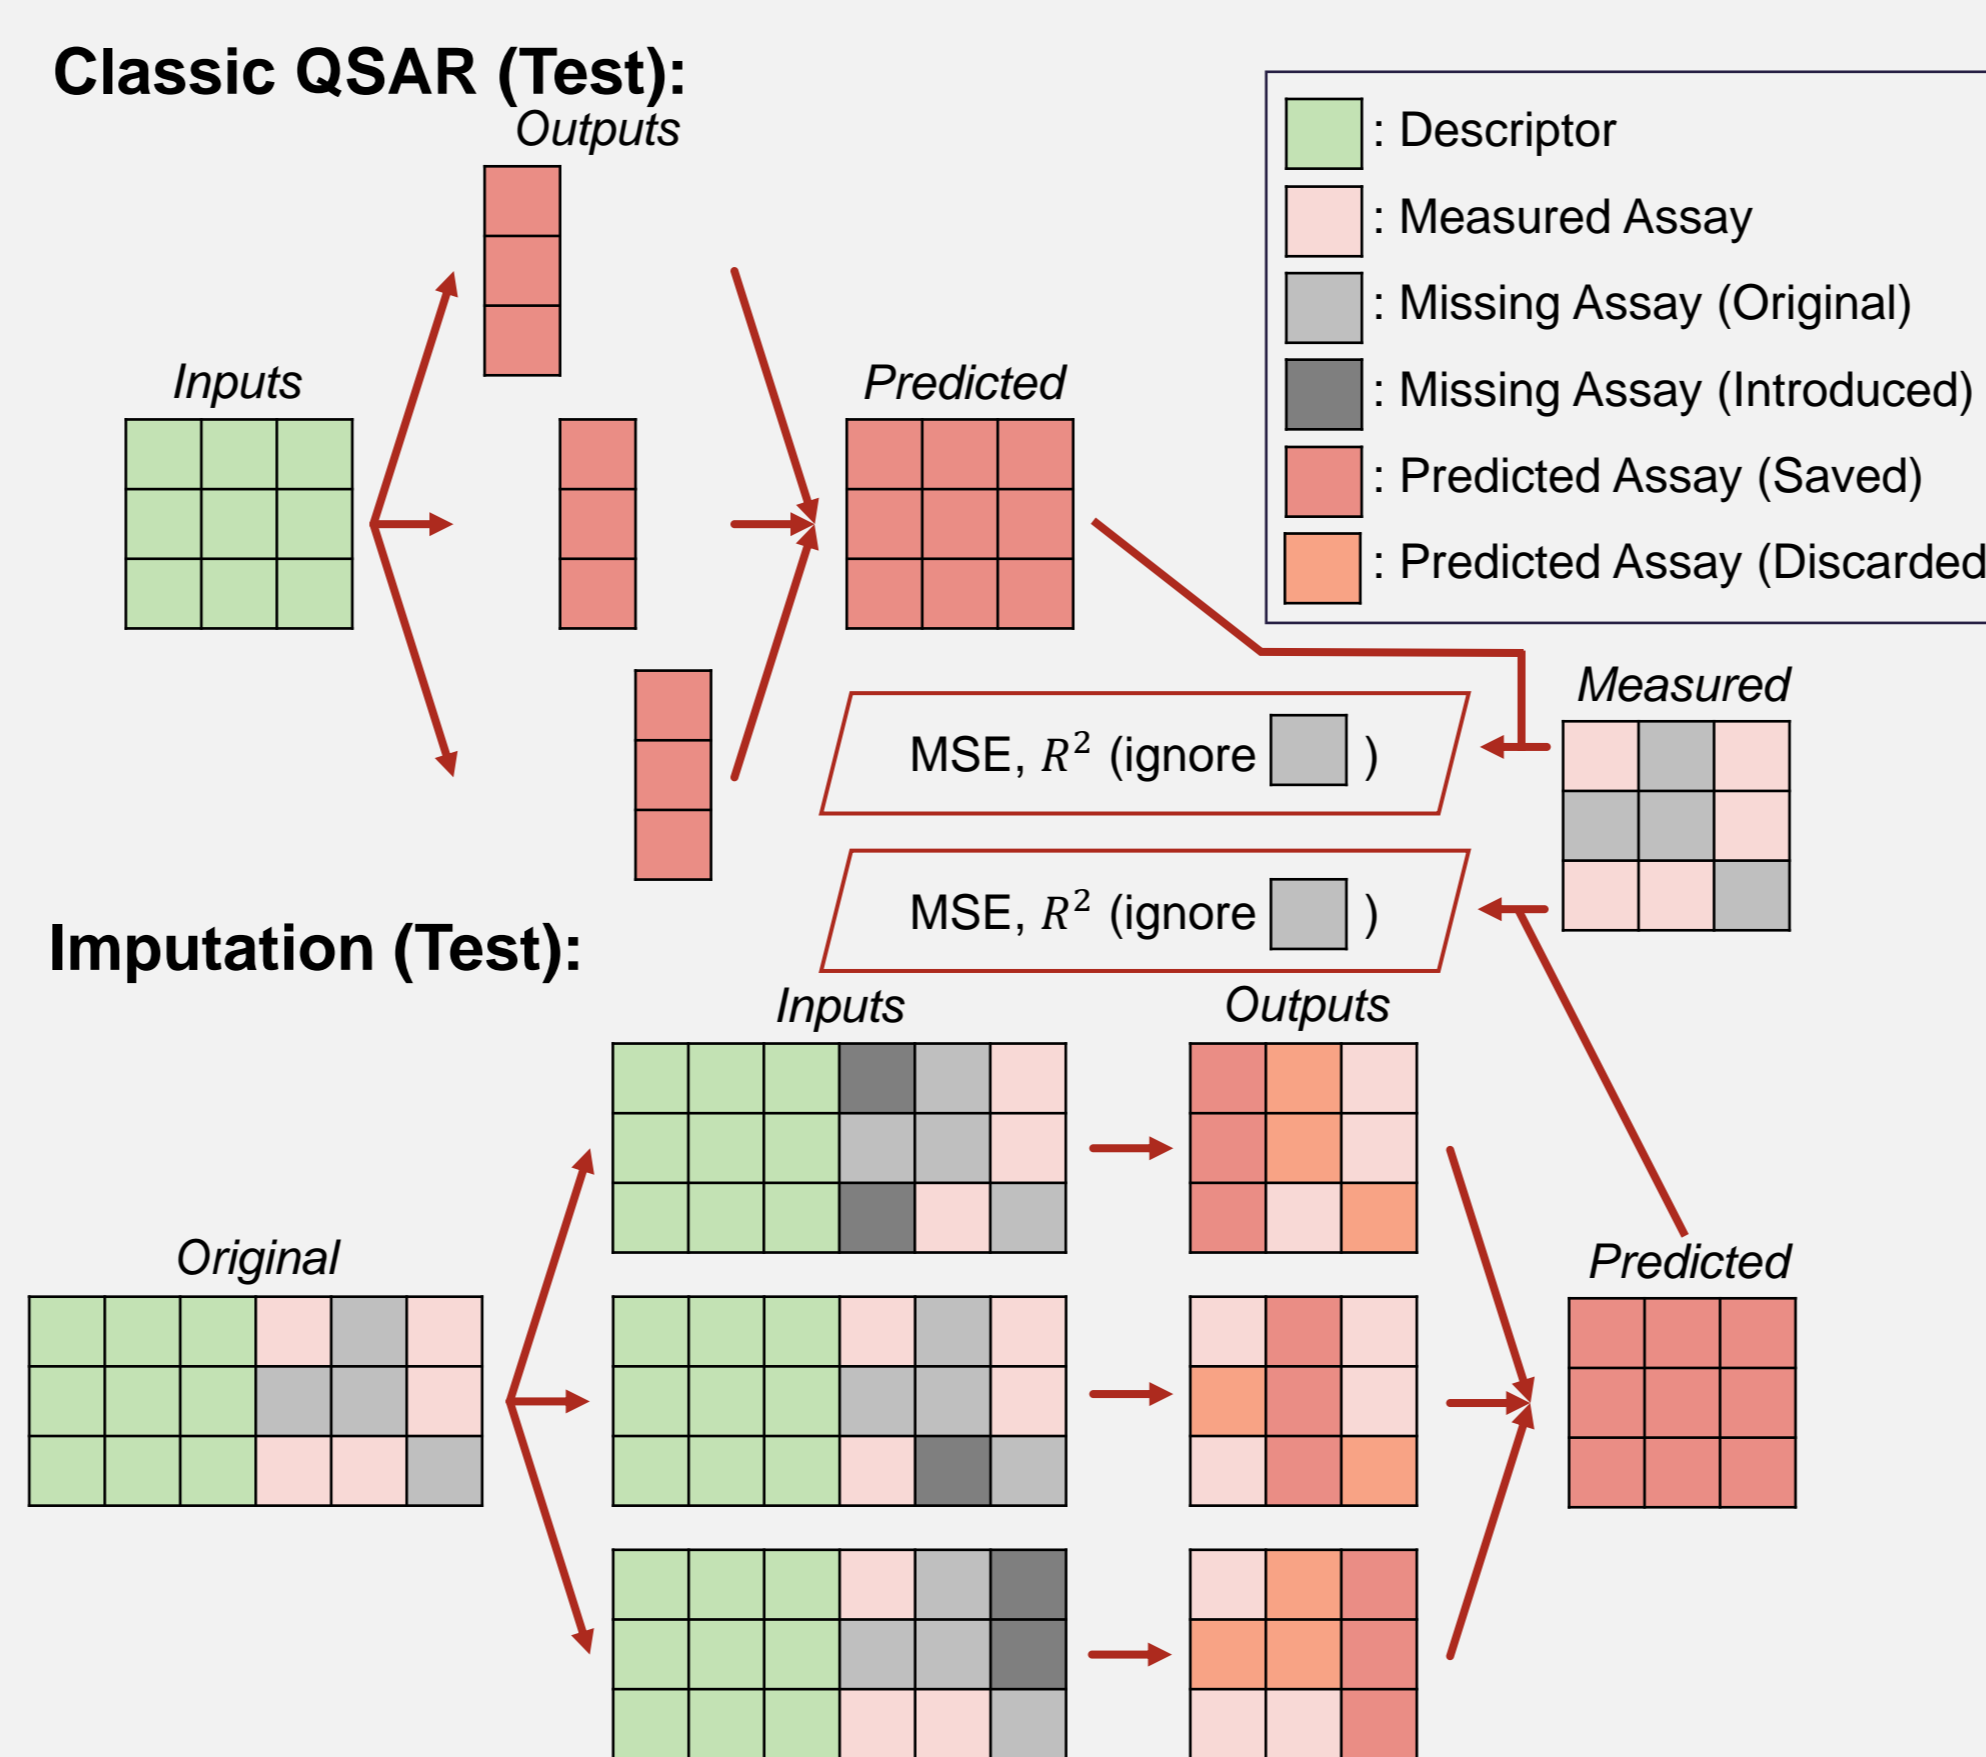 Classic QSAR (Test):
Outputs
: Descriptor
: Measured Assay
: Missing Assay (Original)
: Missing Assay (Introduced)
: Predicted Assay (Saved)
: Predicted Assay (Discarded
Inputs
Predicted
Measured
MSE, R² (ignore )
MSE, R² (ignore )
Imputation (Test):
Inputs
Outputs
Original
Predicted